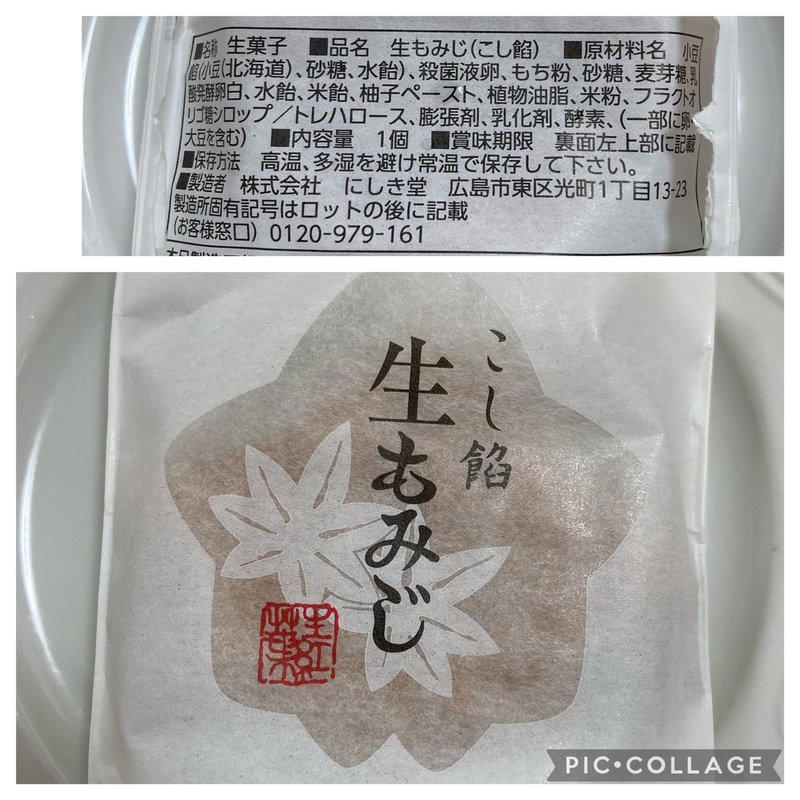 ■名称 生菓子 ■品名 生もみじ(こし餡) ■原材料名 小豆
餡(小豆(北海道)、砂糖、水飴)、殺菌液卵、もち粉、砂糖、麦芽糖、乳
酸発酵卵白、水飴、米飴、柚子ペースト、植物油脂、米粉、フラクトオ
リゴ糖シロップ/トレハロース、膨張剤、乳化剤、酵素、(一部に卵・
大豆を含む) ■内容量 1個 ■賞味期限 裏面左上部に記載
■保存方法 高温、多湿を避け常温で保存して下さい。
■製造者 株式会社 にしき堂 広島市東区光町1丁目13-23
製造所固有記号はロットの後に記載
(お客様窓口) 0120-979-161
こし餡
生もみじ
生紅葉
PIC•COLLAGE